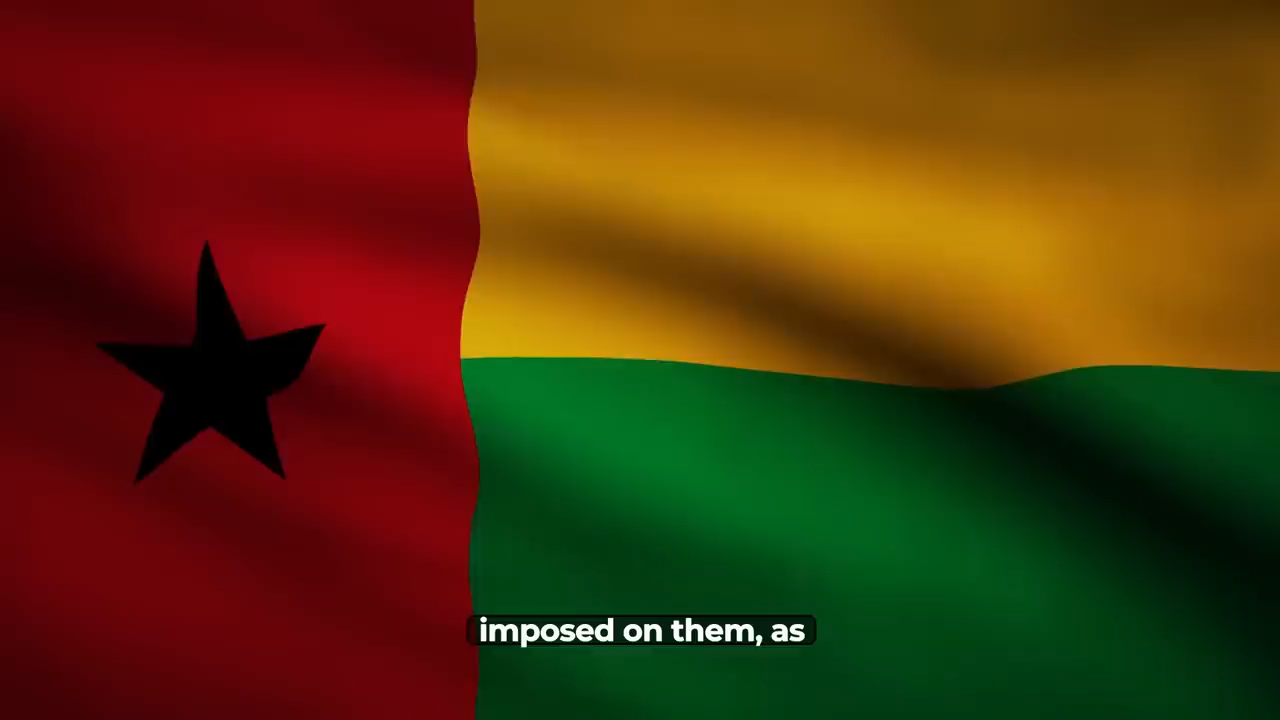 imposed on them, as